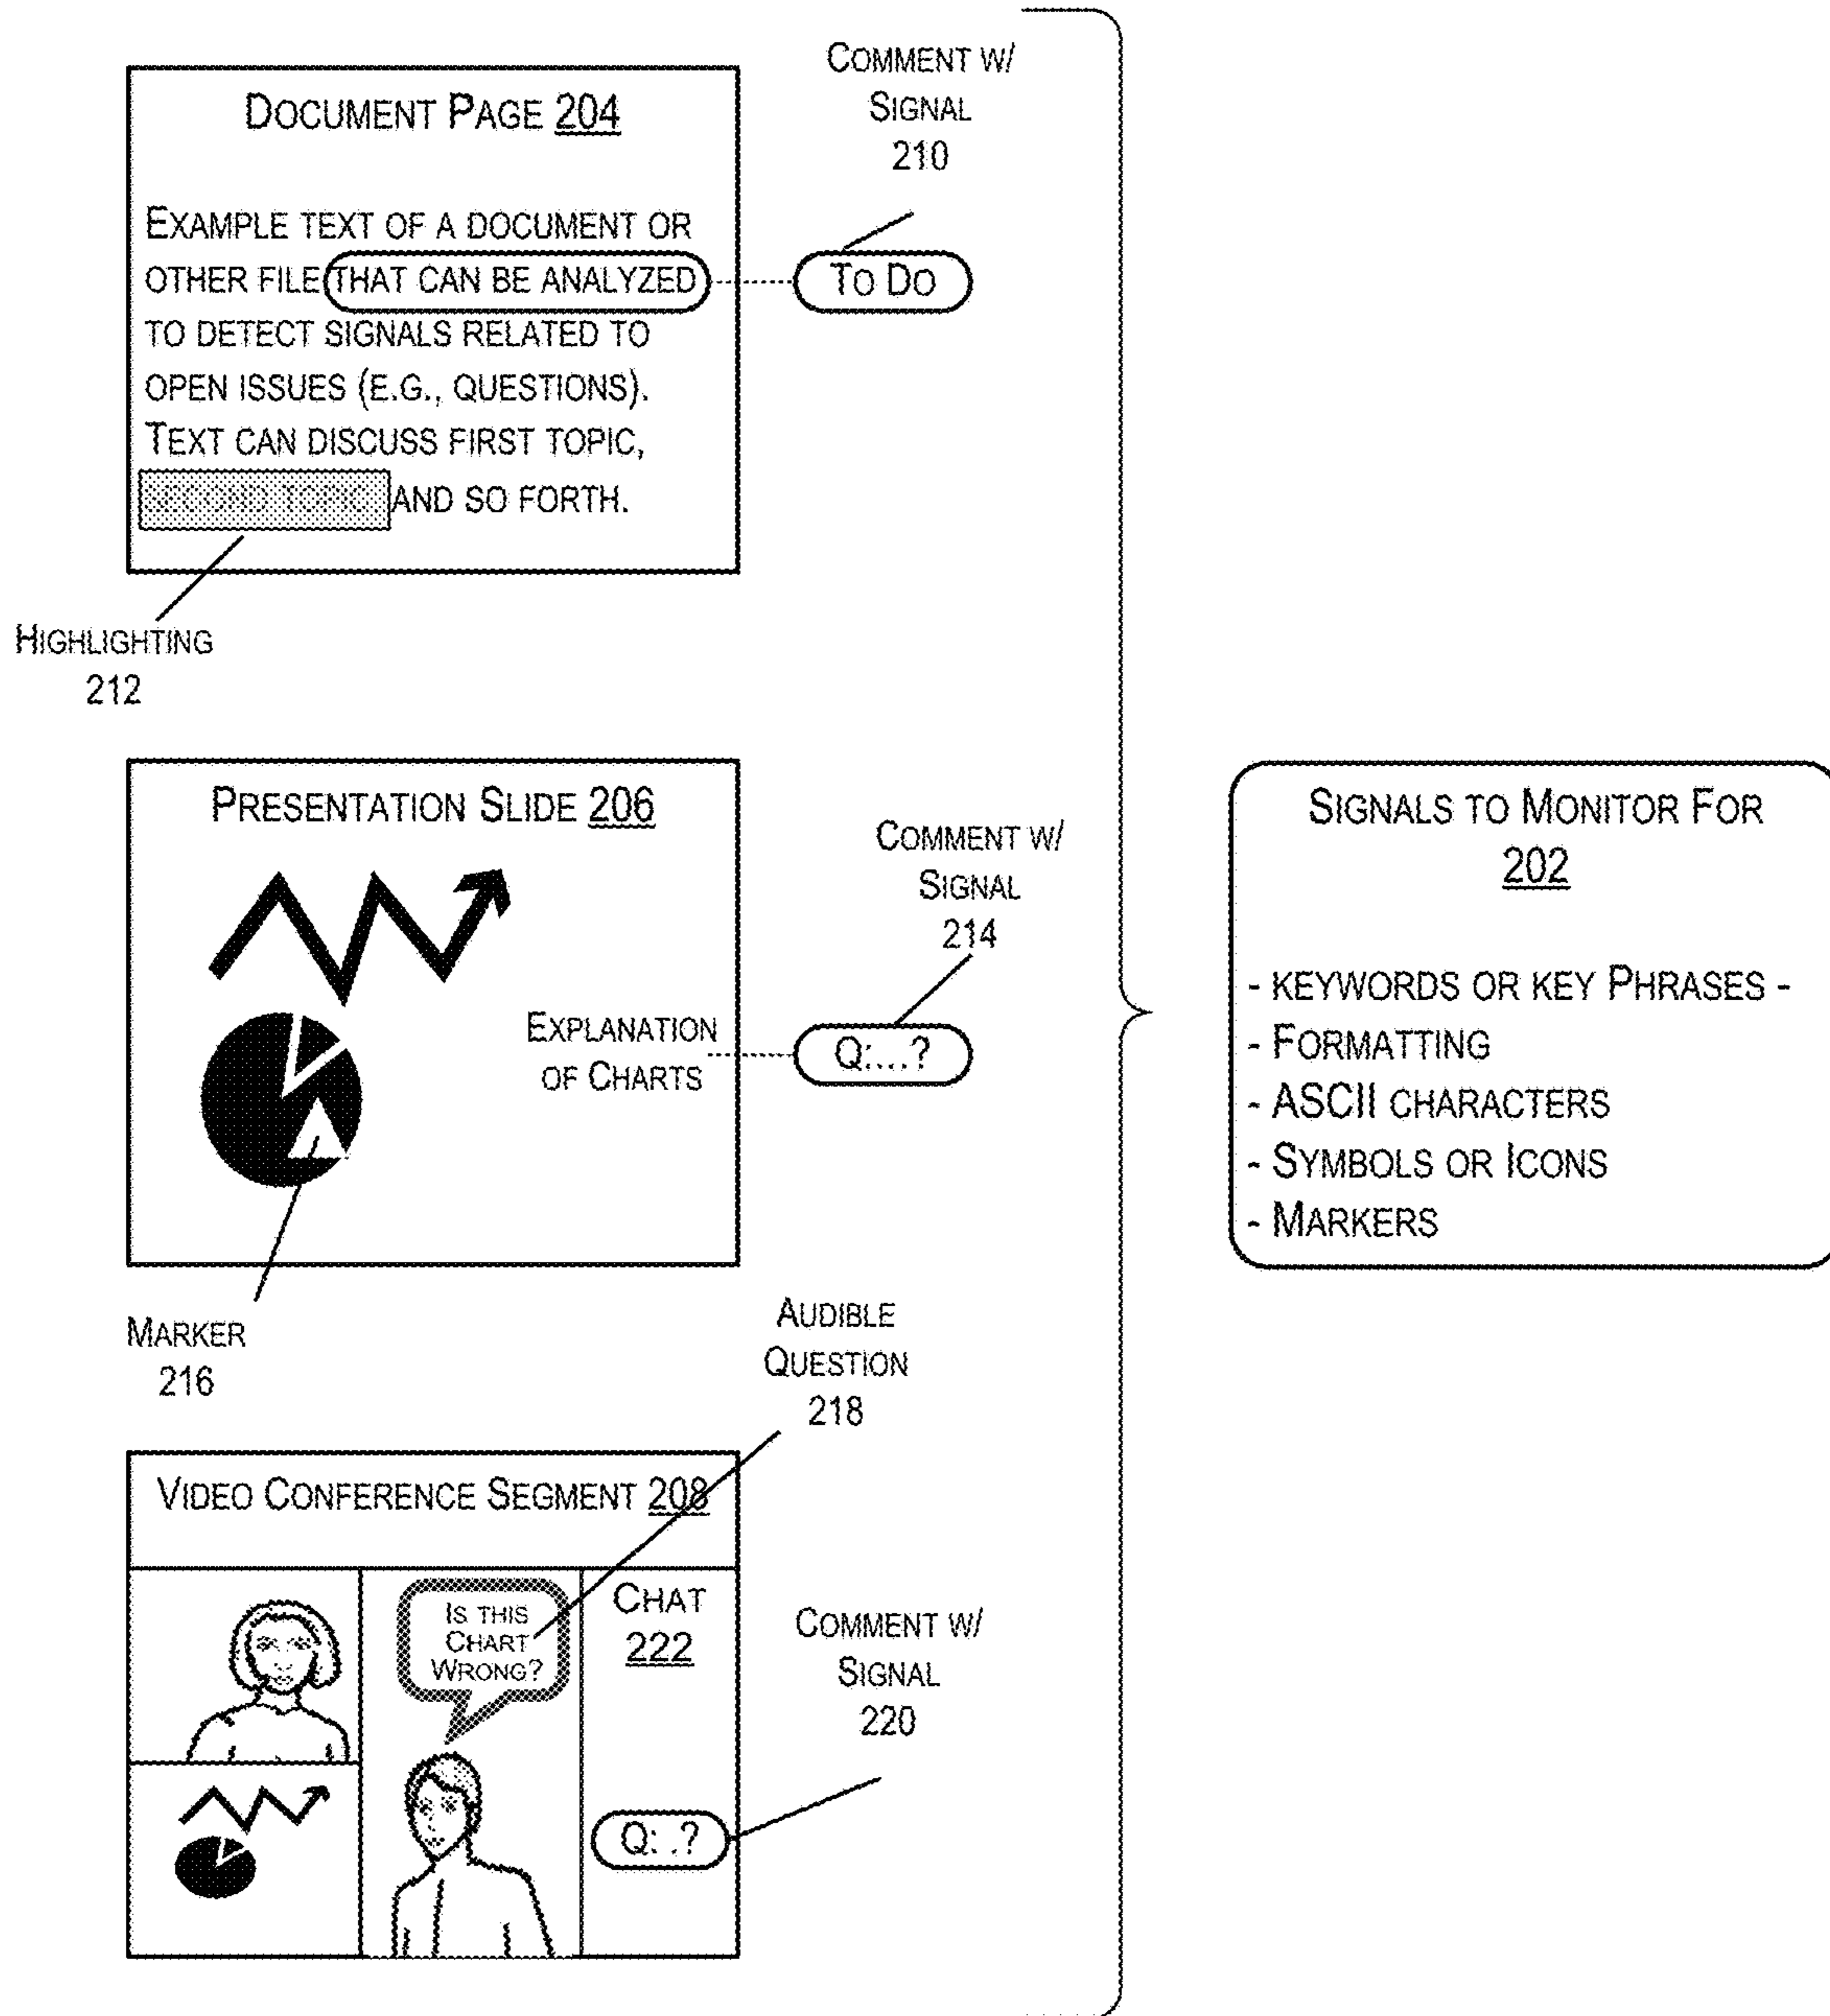 DOCUMENT PAGE 204
EXAMPLE TEXT OF A DOCUMENT OR
OTHER FILE THAT CAN BE ANALYZED
TO DETECT SIGNALS RELATED TO
OPEN ISSUES (E.G., QUESTIONS).
TEXT CAN DISCUSS FIRST TOPIC,
SECOND TOPIC AND SO FORTH.
COMMENT W/
SIGNAL
210
TO DO
HIGHLIGHTING
212
PRESENTATION SLIDE 206
EXPLANATION
OF CHARTS
COMMENT W/
SIGNAL
214
Q:...?
MARKER
216
AUDIBLE
QUESTION
218
VIDEO CONFERENCE SEGMENT 208
IS THIS
CHART
WRONG?
CHAT
222
Q: .?
COMMENT W/
SIGNAL
220
SIGNALS TO MONITOR FOR
202
- KEYWORDS OR KEY PHRASES -
- FORMATTING
- ASCII CHARACTERS
- SYMBOLS OR ICONS
- MARKERS